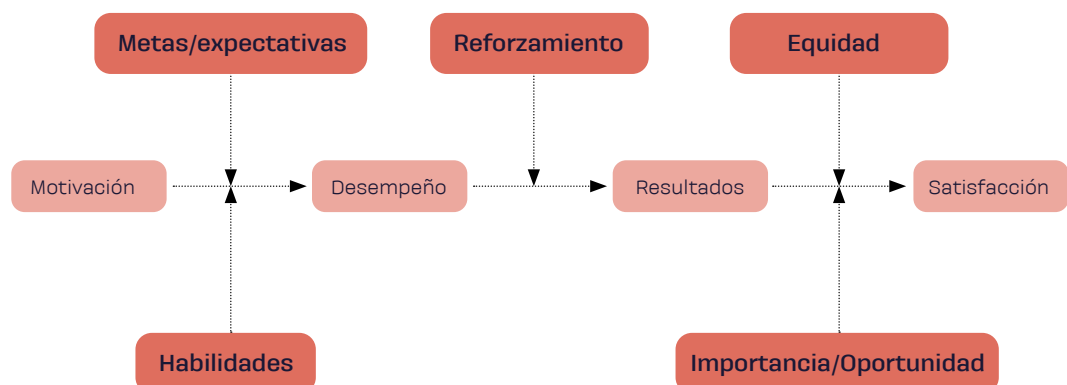 Metas/expectativas
Reforzamiento
Equidad
Motivación
Desempeño
Resultados
Satisfacción
Habilidades
Importancia/Oportunidad